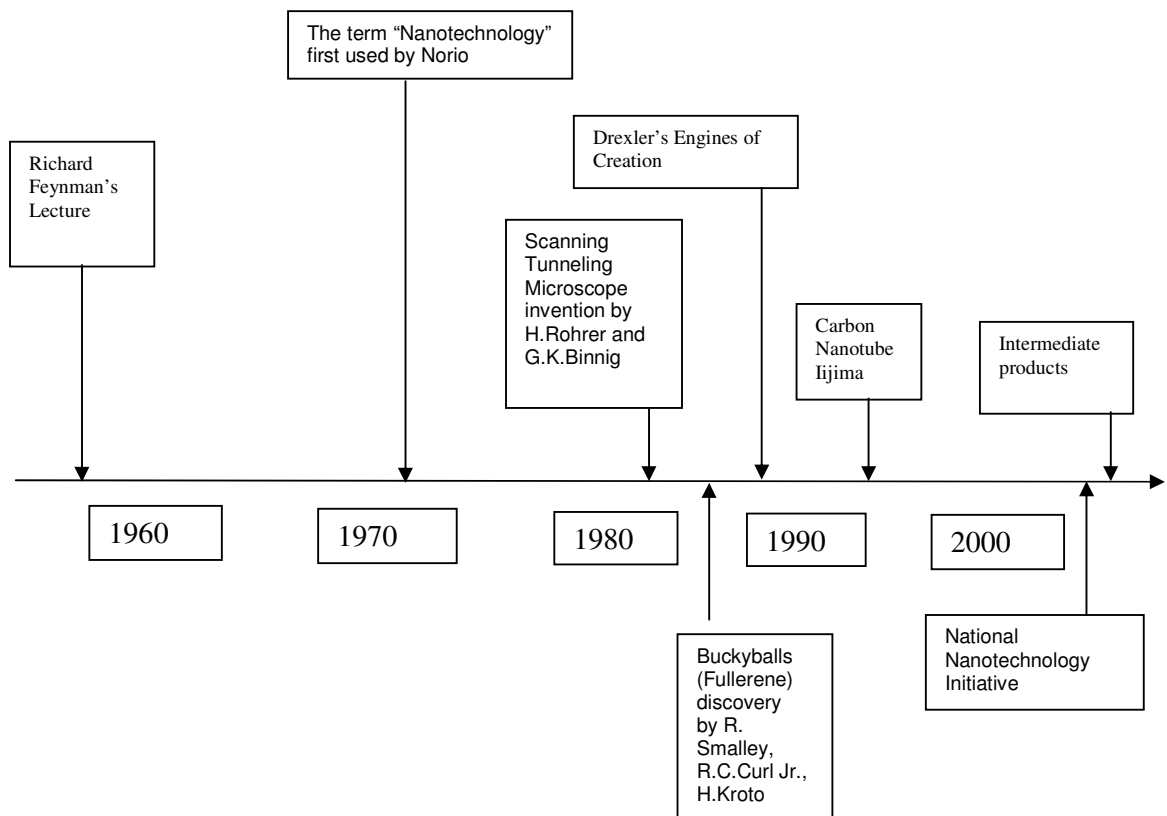 The term “Nanotechnology”
first used by Norio
Richard
Feynman’s
Lecture
Drexler’s Engines of
Creation
Scanning
Tunneling
Microscope
invention by
H.Rohrer and
G.K.Binnig
Carbon
Nanotube
Iijima
Intermediate
products
1960
1970
1980
1990
2000
Buckyballs
(Fullerene)
discovery
by R.
Smalley,
R.C.Curl Jr.,
H.Kroto
National
Nanotechnology
Initiative